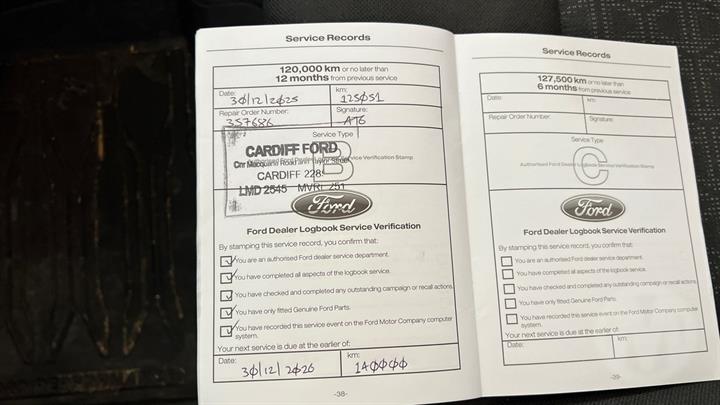 Service Records
120,000 km or no later than
12 months from previous service
Date: km:
30/12/2025 125051
Repair Order Number: Signature:
357686
Service Type
B
Authorised Ford Dealer Logbook Service Verification Stamp
CARDIFF FORD
Cnr Macquarie Road and Street
CARDIFF 228
LMD 2545 MVRL 251
Ford
Ford Dealer Logbook Service Verification
By stamping this service record, you confirm that:
You are an authorised Ford dealer service department.
You have completed all aspects of the logbook service.
You have checked and completed any outstanding campaign or recall actions.
You have only fitted Genuine Ford Parts.
You have recorded this service event on the Ford Motor Company computer
system.
Your next service is due at the earlier of:
Date: km:
30/12/2026 140000
-38-
Service Records
127,500 km or no later than
6 months from previous service
Date: km:
Repair Order Number: Signature:
Service Type
C
Authorised Ford Dealer Logbook Service Verification Stamp
Ford
Ford Dealer Logbook Service Verification
By stamping this service record, you confirm that:
You are an authorised Ford dealer service department.
You have completed all aspects of the logbook service.
You have checked and completed any outstanding campaign or recall actions.
You have only fitted Genuine Ford Parts.
You have recorded this service event on the Ford Motor Company computer
system.
Your next service is due at the earlier of:
Date: km:
-39-